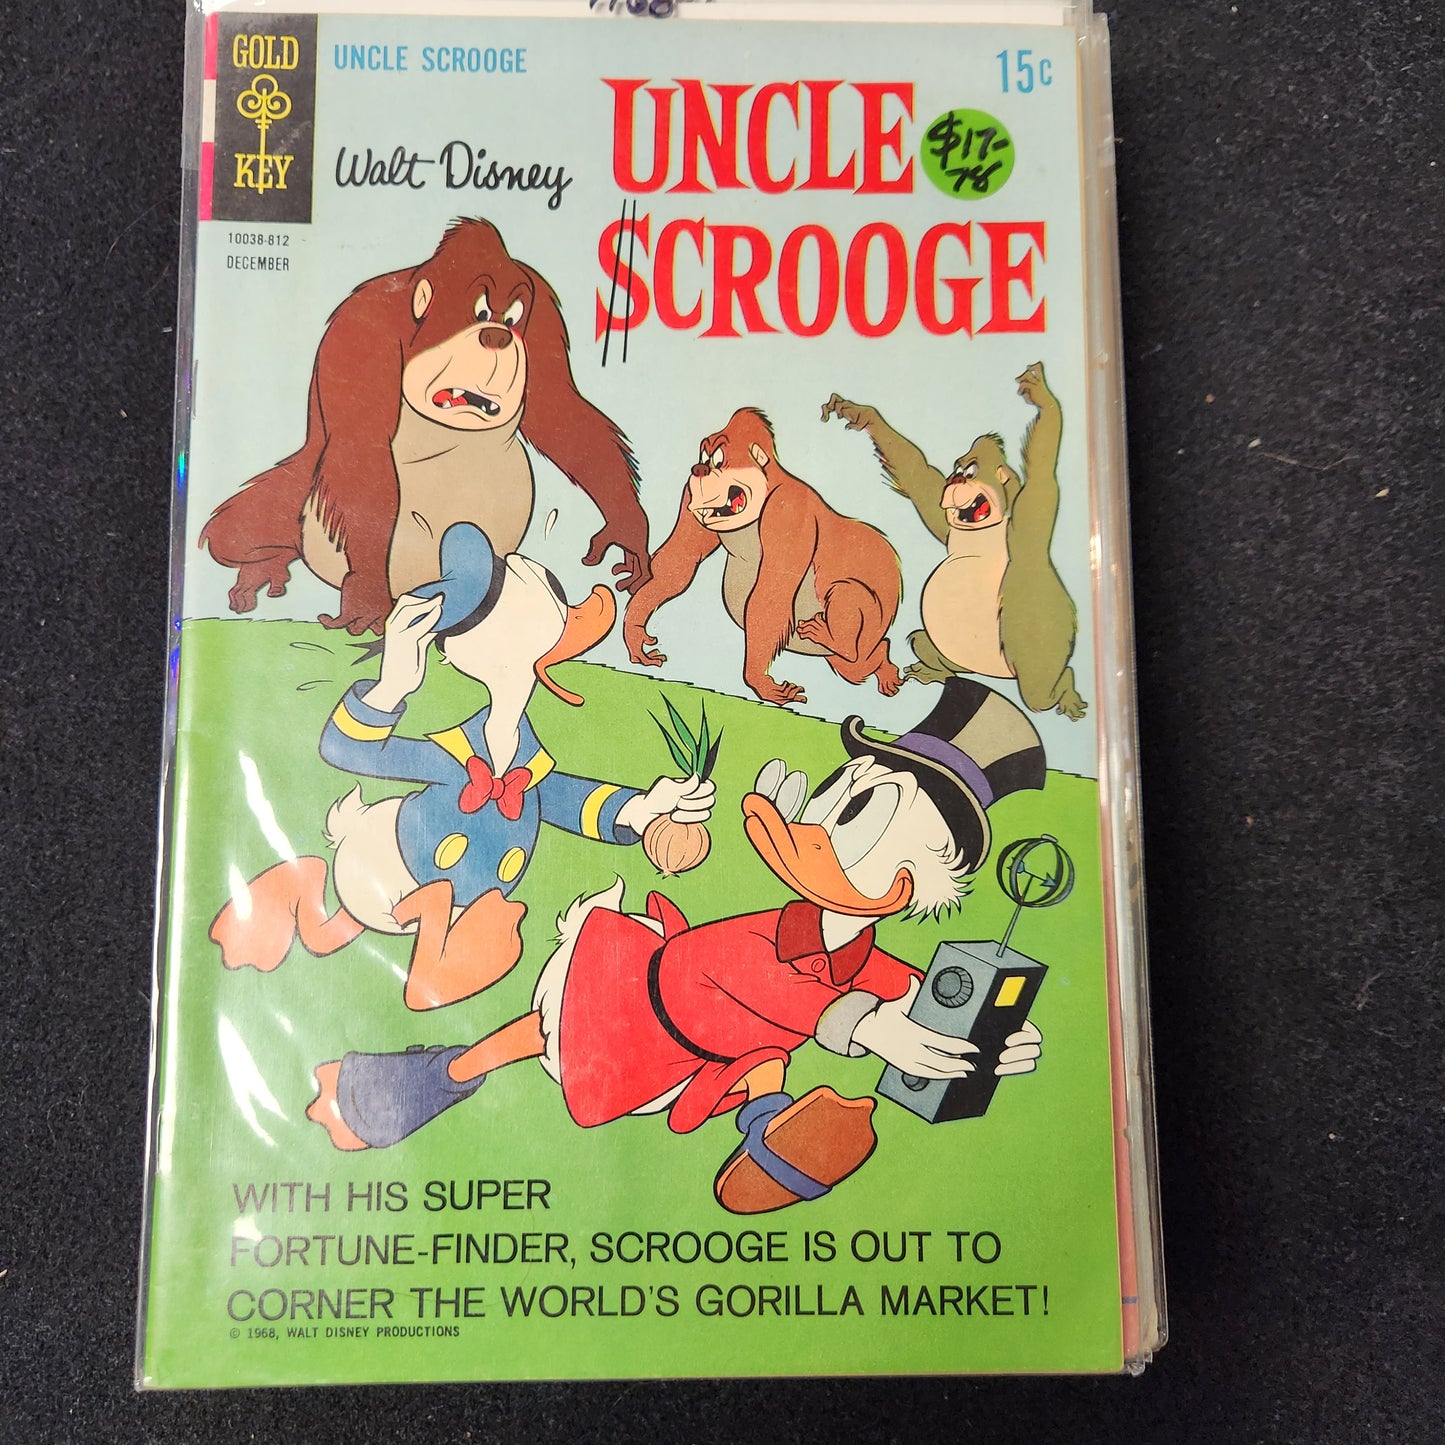 GOLD
KEY
UNCLE SCROOGE
15¢
Walt Disney
UNCLE
SCROOGE
$17-
78
10038-812
DECEMBER
WITH HIS SUPER
FORTUNE-FINDER, SCROOGE IS OUT TO
CORNER THE WORLD'S GORILLA MARKET!
© 1968, WALT DISNEY PRODUCTIONS